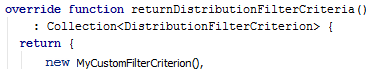 override function returnDistributionFilterCriteria()
: Collection<DistributionFilterCriterion> {
return {
new MyCustomFilterCriterion(),